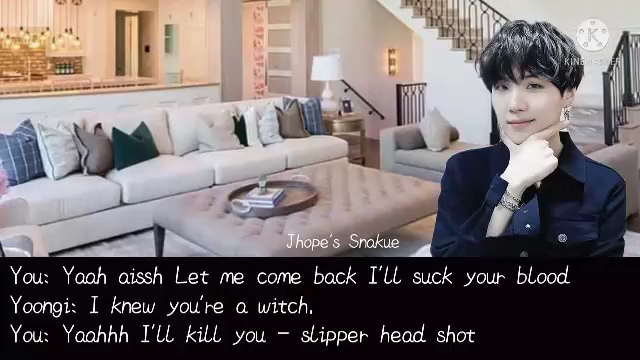 KINEMASTER
Jhope's Snakue
You: Yaah aissh Let me come back I'll suck your blood
Yoongi: I knew you're a witch.
You: Yaahhh I'll kill you - slipper head shot